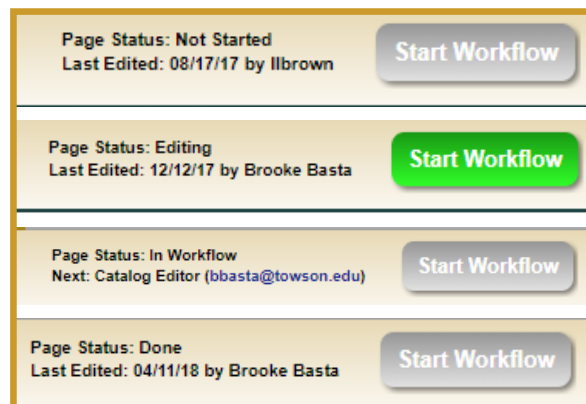 Page Status: Not Started
Last Edited: 08/17/17 by llbrown
Start Workflow
Page Status: Editing
Last Edited: 12/12/17 by Brooke Basta
Start Workflow
Page Status: In Workflow
Next: Catalog Editor (bbasta@towson.edu)
Start Workflow
Page Status: Done
Last Edited: 04/11/18 by Brooke Basta
Start Workflow